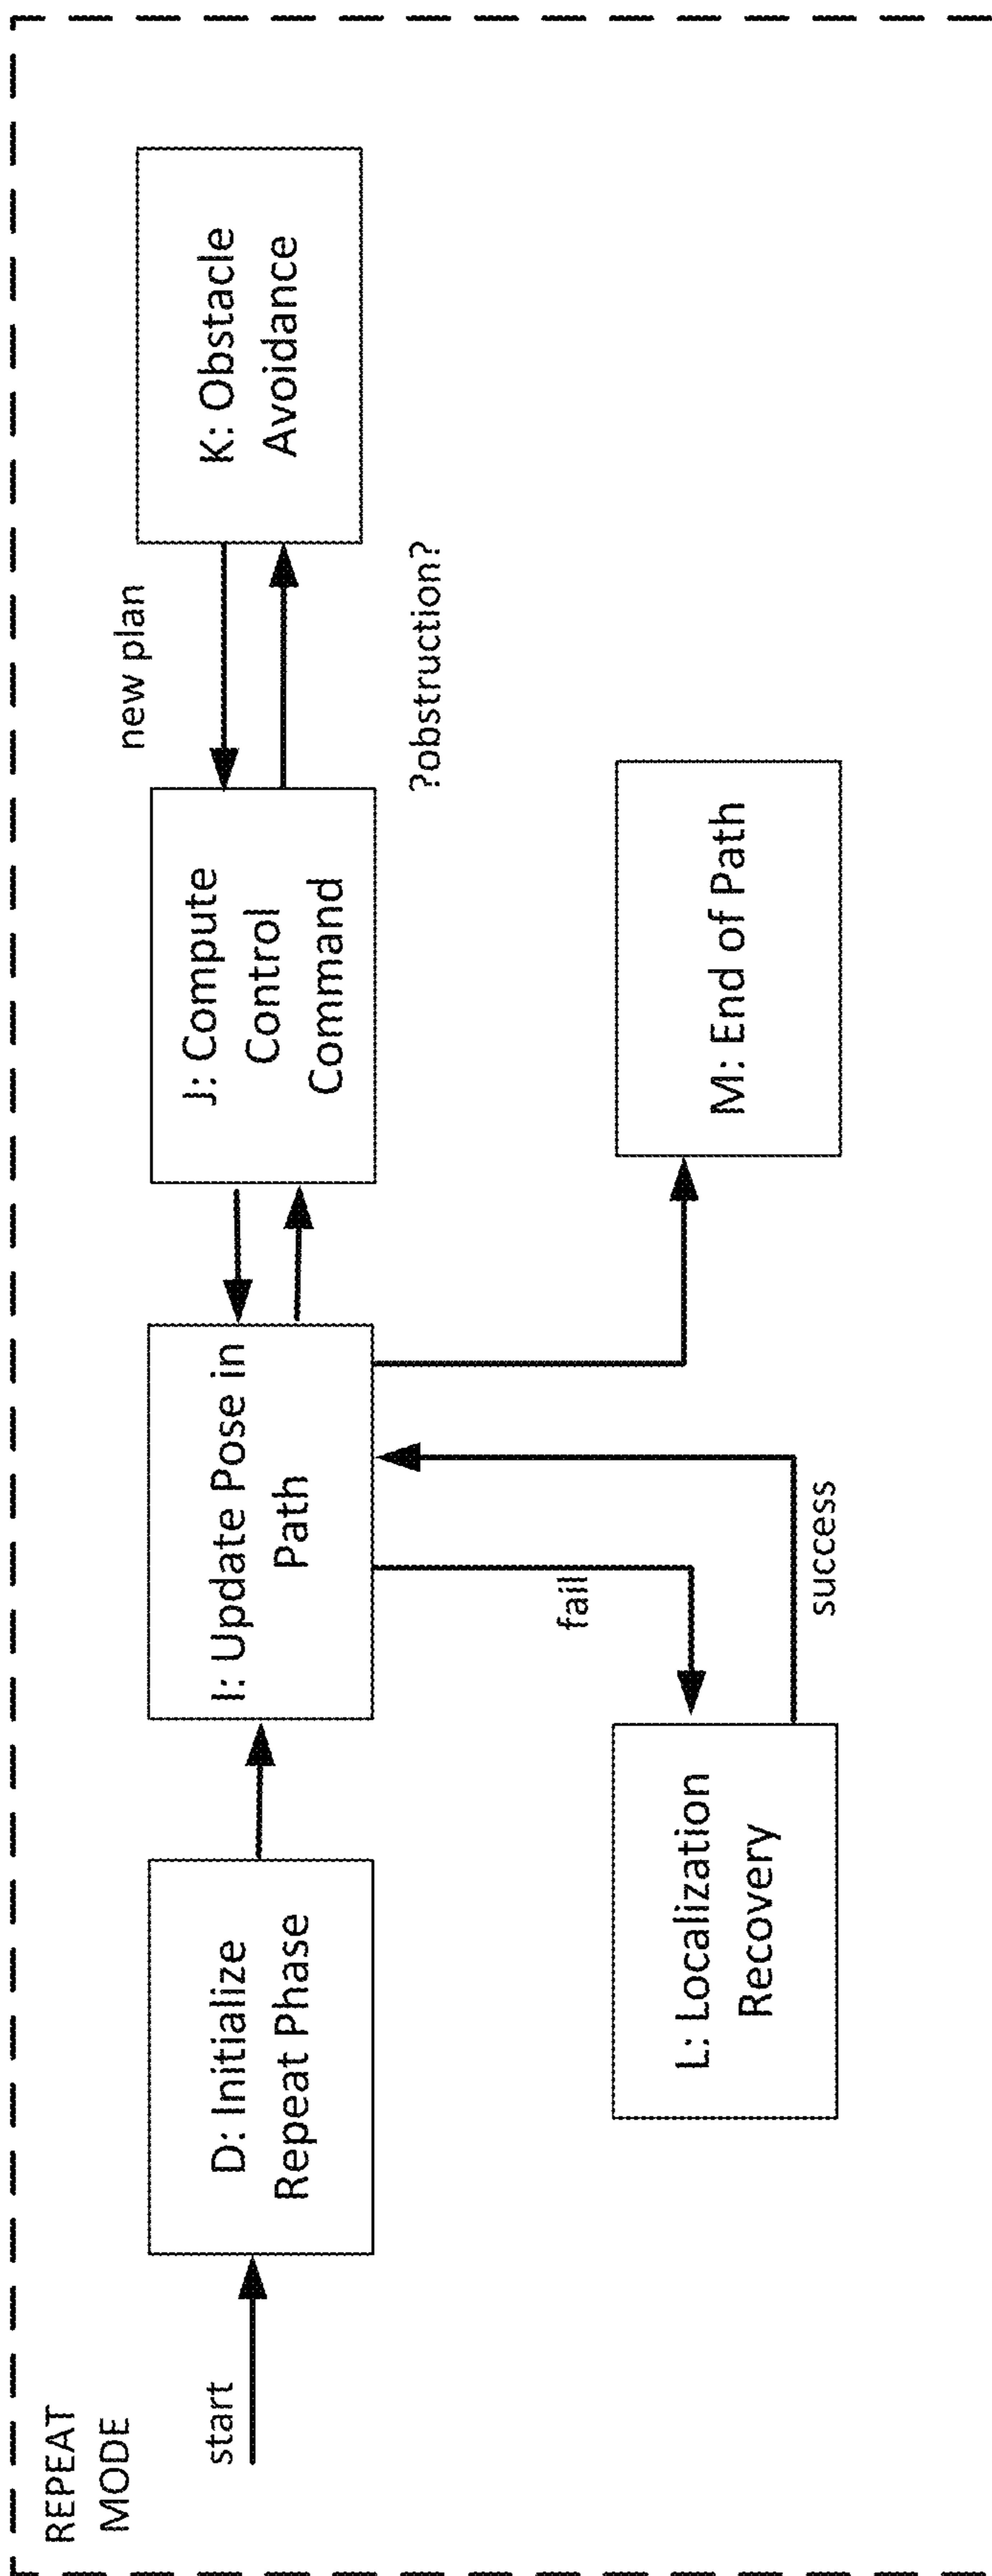 REPEAT
MODE
start
D: Initialize
Repeat Phase
I: Update Pose in
Path
J: Compute
Control
Command
new plan
?obstruction?
K: Obstacle
Avoidance
fail
success
L: Localization
Recovery
M: End of Path